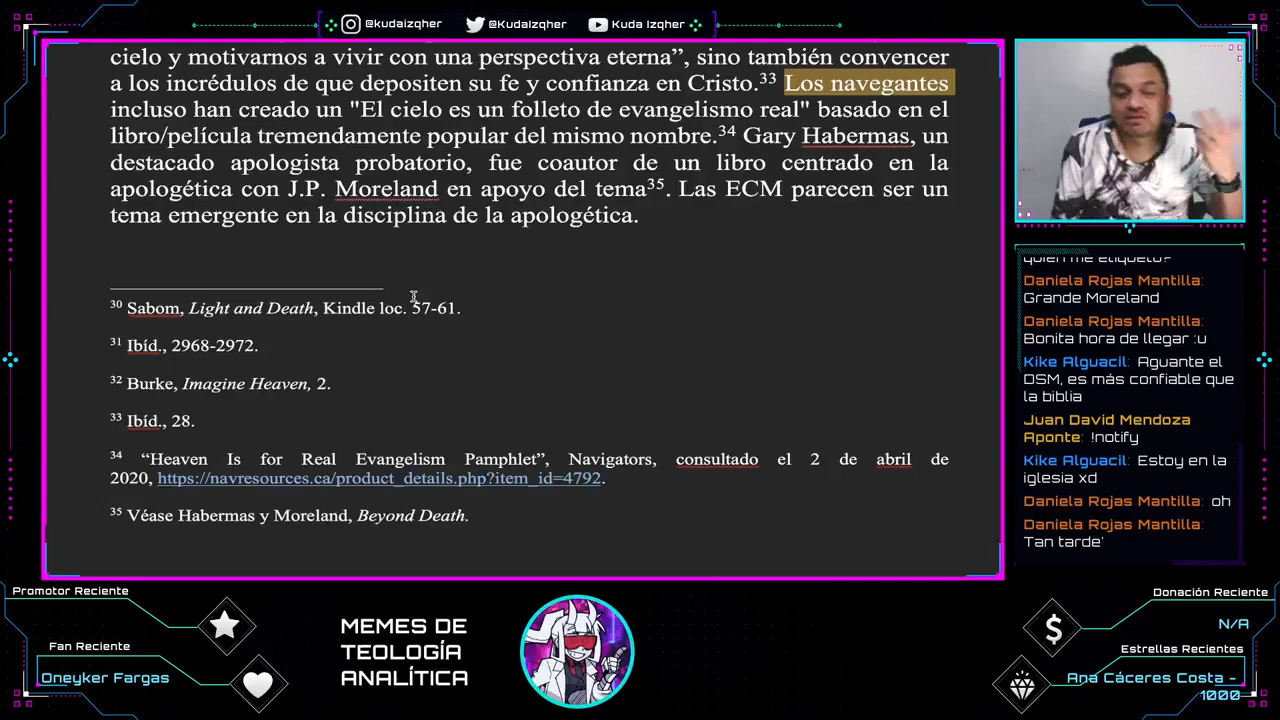 @kudaizqher
@KudaIzqher
Kuda Izqher
cielo y motivarnos a vivir con una perspectiva eterna”, sino también convencer
a los incrédulos de que depositen su fe y confianza en Cristo.33 Los navegantes
incluso han creado un "El cielo es un folleto de evangelismo real" basado en el
libro/película tremendamente popular del mismo nombre.34 Gary Habermas, un
destacado apologista probatorio, fue coautor de un libro centrado en la
apologética con J.P. Moreland en apoyo del tema35. Las ECM parecen ser un
tema emergente en la disciplina de la apologética.
30 Sabom, Light and Death, Kindle loc. 57-61.
31 Ibíd., 2968-2972.
32 Burke, Imagine Heaven, 2.
33 Ibíd., 28.
34 “Heaven Is for Real Evangelism Pamphlet”, Navigators, consultado el 2 de abril de
2020, https://navresources.ca/product_details.php?item_id=4792.
35 Véase Habermas y Moreland, Beyond Death.
quien me etiqueto?
Daniela Rojas Mantilla:
Grande Moreland
Daniela Rojas Mantilla:
Bonita hora de llegar :u
Kike Alguacil: Aguante el
DSM, es más confiable que
la biblia
Juan David Mendoza
Aponte: !notify
Kike Alguacil: Estoy en la
iglesia xd
Daniela Rojas Mantilla: oh
Daniela Rojas Mantilla:
Tan tarde'
Promotor Reciente
Fan Reciente
Oneyker Fargas
MEMES DE
TEOLOGÍA
ANALÍTICA
Donación Reciente
N/A
Estrellas Recientes
Ana Cáceres Costa -
1000